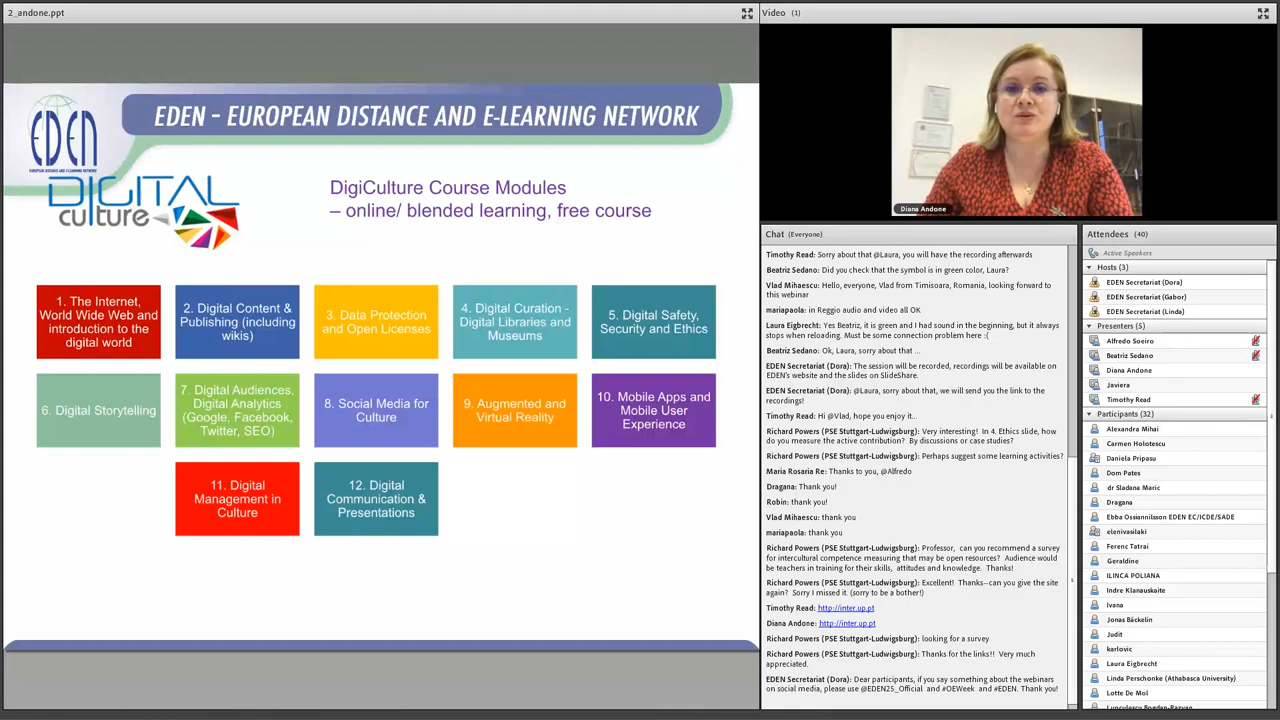 2_andone.ppt
EDEN
EUROPEAN DISTANCE AND E-LEARNING NETWORK
EDEN – EUROPEAN DISTANCE AND E-LEARNING NETWORK
DIGITAL
culture
DigiCulture Course Modules
– online/ blended learning, free course
1. The Internet,
World Wide Web and
introduction to the
digital world
2. Digital Content &
Publishing (including
wikis)
3. Data Protection
and Open Licenses
4. Digital Curation -
Digital Libraries and
Museums
5. Digital Safety,
Security and Ethics
6. Digital Storytelling
7. Digital Audiences,
Digital Analytics
(Google, Facebook,
Twitter, SEO)
8. Social Media for
Culture
9. Augmented and
Virtual Reality
10. Mobile Apps and
Mobile User
Experience
11. Digital
Management in
Culture
12. Digital
Communication &
Presentations
Video (1)
Diana Andone
Chat (Everyone)
Timothy Read: Sorry about that @Laura, you will have the recording afterwards
Beatriz Sedano: Did you check that the symbol is in green color, Laura?
Vlad Mihaescu: Hello, everyone, Vlad from Timisoara, Romania, looking forward to
this webinar
mariapaola: in Reggio audio and video all OK
Laura Eigbrecht: Yes Beatriz, it is green and I had sound in the beginning, but it always
stops when reloading. Must be some connection problem here :(
Beatriz Sedano: Ok, Laura, sorry about that ...
EDEN Secretariat (Dora): The session will be recorded, recordings will be available on
EDEN's website and the slides on SlideShare.
EDEN Secretariat (Dora): @Laura, sorry about that, we will send you the link to the
recordings!
Timothy Read: Hi @Vlad, hope you enjoy it...
Richard Powers (PSE Stuttgart-Ludwigsburg): Very interesting! In 4. Ethics slide, how
do you measure the active contribution? By discussions or case studies?
Richard Powers (PSE Stuttgart-Ludwigsburg): Perhaps suggest some learning activities?
Maria Rosaria Re: Thanks to you, @Alfredo
Dragana: Thank you!
Robin: thank you!
Vlad Mihaescu: thank you
mariapaola: thank you
Richard Powers (PSE Stuttgart-Ludwigsburg): Professor, can you recommend a survey
for intercultural competence measuring that may be open resources? Audience would
be teachers in training for their skills, attitudes and knowledge. Thanks!
Richard Powers (PSE Stuttgart-Ludwigsburg): Excellent! Thanks--can you give the site
again? Sorry I missed it. (sorry to be a bother!)
Timothy Read: http://inter.up.pt
Diana Andone: http://inter.up.pt
Richard Powers (PSE Stuttgart-Ludwigsburg): looking for a survey
Richard Powers (PSE Stuttgart-Ludwigsburg): Thanks for the links!! Very much
appreciated.
EDEN Secretariat (Dora): Dear participants, if you say something about the webinars
on social media, please use @EDEN25_Official and #OEWeek and #EDEN. Thank you!
Attendees (40)
Active Speakers
Hosts (3)
EDEN Secretariat (Dora)
EDEN Secretariat (Gabor)
EDEN Secretariat (Linda)
Presenters (5)
Alfredo Soeiro
Beatriz Sedano
Diana Andone
Javiera
Timothy Read
Participants (32)
Alexandra Mihai
Carmen Holotescu
Daniela Pripasu
Dom Pates
dr Sladana Maric
Dragana
Ebba Ossiannilsson EDEN EC/ICDE/SADE
elenivasilaki
Ferenc Tatrai
Geraldine
ILINCA POLIANA
Indre Klanauskaite
Ivana
Jonas Bäckelin
Judit
karlovic
Laura Eigbrecht
Linda Perschonke (Athabasca University)
Lotte De Mol
Lunculescu Bogdan-Razvan